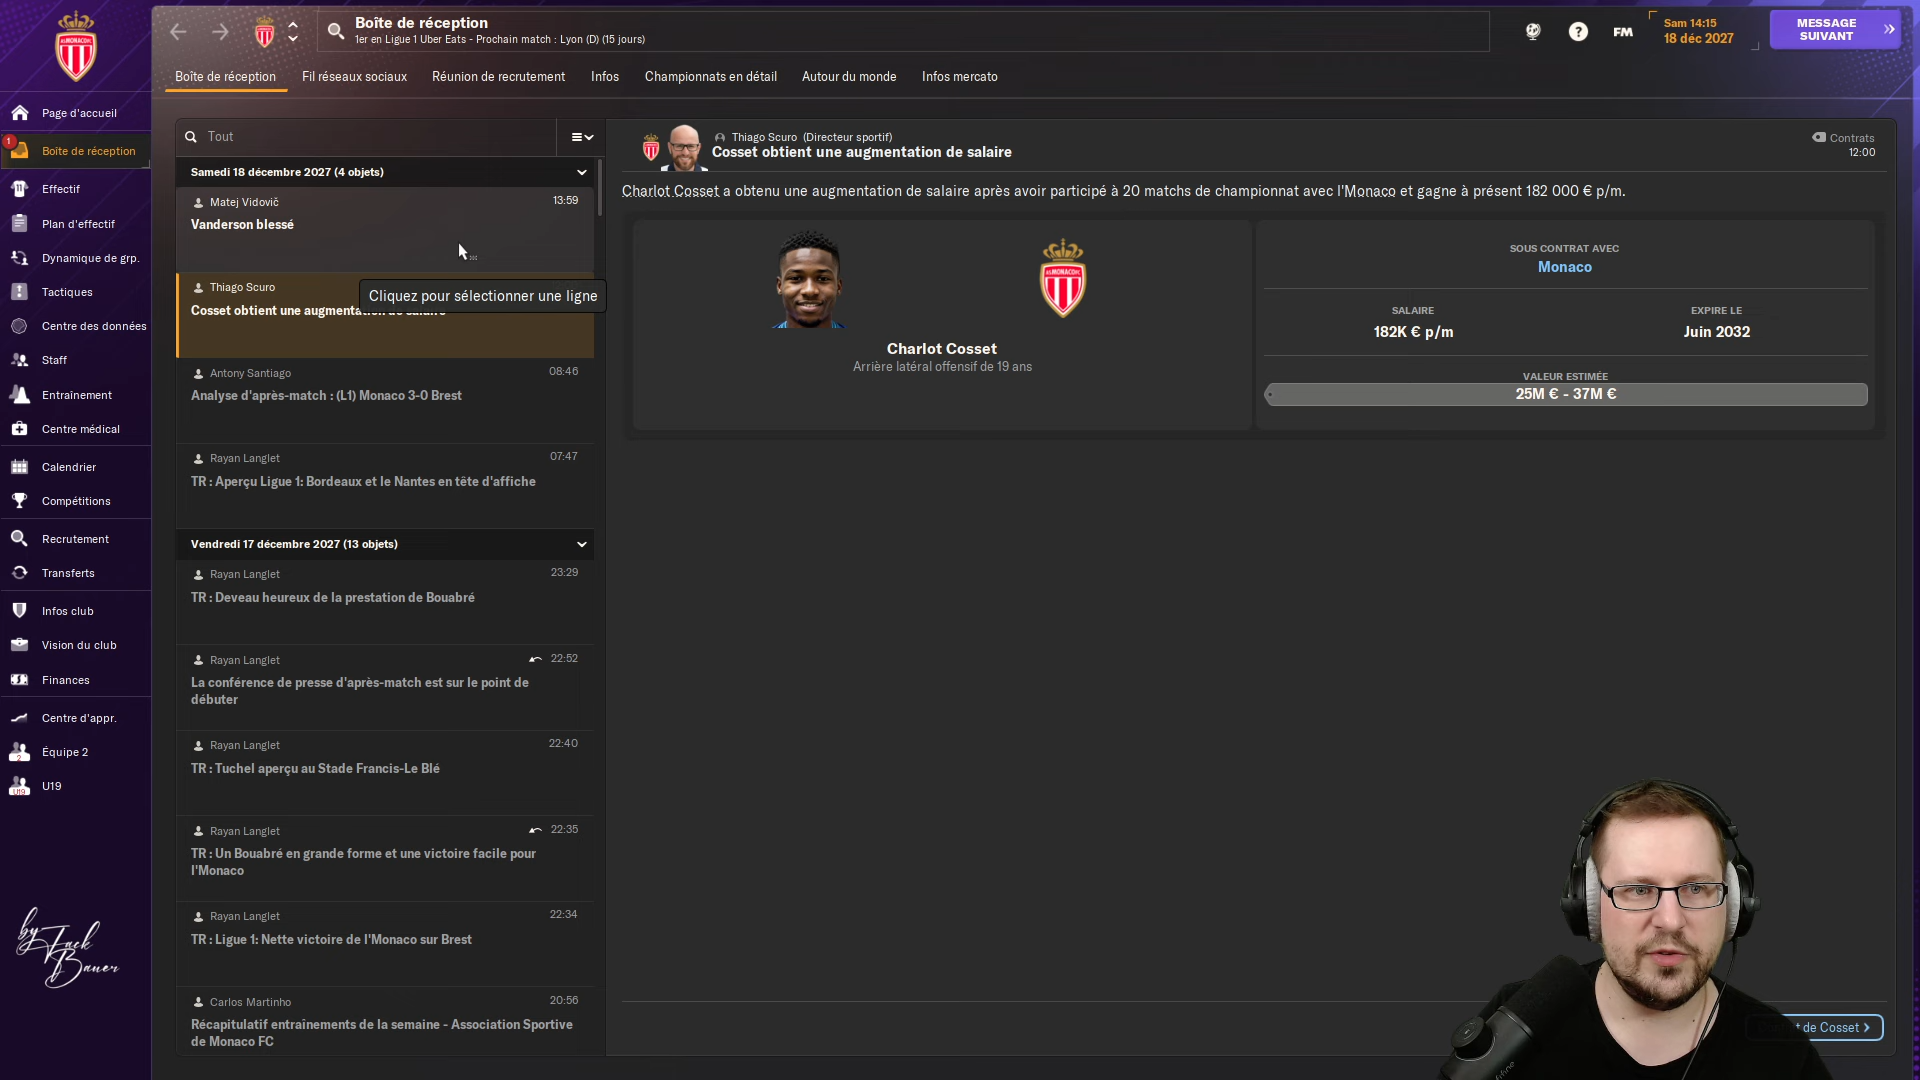 Boîte de réception
1er en Ligue 1 Uber Eats - Prochain match : Lyon (D) (15 jours)
FM
Sam 14:15
18 déc 2027
MESSAGE
SUIVANT
Boîte de réception
Fil réseaux sociaux
Réunion de recrutement
Infos
Championnats en détail
Autour du monde
Infos mercato
Page d'accueil
1
Boîte de réception
Effectif
Plan d'effectif
Dynamique de grp.
Tactiques
Centre des données
Staff
Entraînement
Centre médical
Calendrier
Compétitions
Recrutement
Transferts
Infos club
Vision du club
Finances
Centre d'appr.
2
Équipe 2
U19
U19
by Jack
Bauer
Tout
Samedi 18 décembre 2027 (4 objets)
Matej Vidovič
13:59
Vanderson blessé
Thiago Scuro
Cliquez pour sélectionner une ligne
Cosset obtient une augmentation de salaire
Antony Santiago
08:46
Analyse d'après-match : (L1) Monaco 3-0 Brest
Rayan Langlet
07:47
TR : Aperçu Ligue 1: Bordeaux et le Nantes en tête d'affiche
Vendredi 17 décembre 2027 (13 objets)
Rayan Langlet
23:29
TR : Deveau heureux de la prestation de Bouabré
Rayan Langlet
22:52
La conférence de presse d'après-match est sur le point de
débuter
Rayan Langlet
22:40
TR : Tuchel aperçu au Stade Francis-Le Blé
Rayan Langlet
22:35
TR : Un Bouabré en grande forme et une victoire facile pour
l'Monaco
Rayan Langlet
22:34
TR : Ligue 1: Nette victoire de l'Monaco sur Brest
Carlos Martinho
20:56
Récapitulatif entraînements de la semaine - Association Sportive
de Monaco FC
Thiago Scuro (Directeur sportif)
Cosset obtient une augmentation de salaire
Contrats
12:00
Charlot Cosset a obtenu une augmentation de salaire après avoir participé à 20 matchs de championnat avec l'Monaco et gagne à présent 182 000 € p/m.
Charlot Cosset
Arrière latéral offensif de 19 ans
SOUS CONTRAT AVEC
Monaco
SALAIRE
182K € p/m
EXPIRE LE
Juin 2032
VALEUR ESTIMÉE
25M € - 37M €
de Cosset